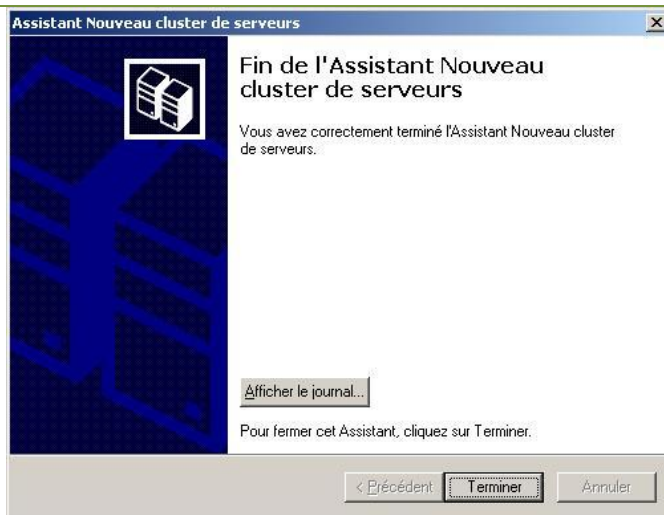 Assistant Nouveau cluster de serveurs
Fin de l'Assistant Nouveau
cluster de serveurs
Vous avez correctement terminé l'Assistant Nouveau cluster
de serveurs.
Afficher le journal...
Pour fermer cet Assistant, cliquez sur Terminer.
< Précédent Terminer Annuler